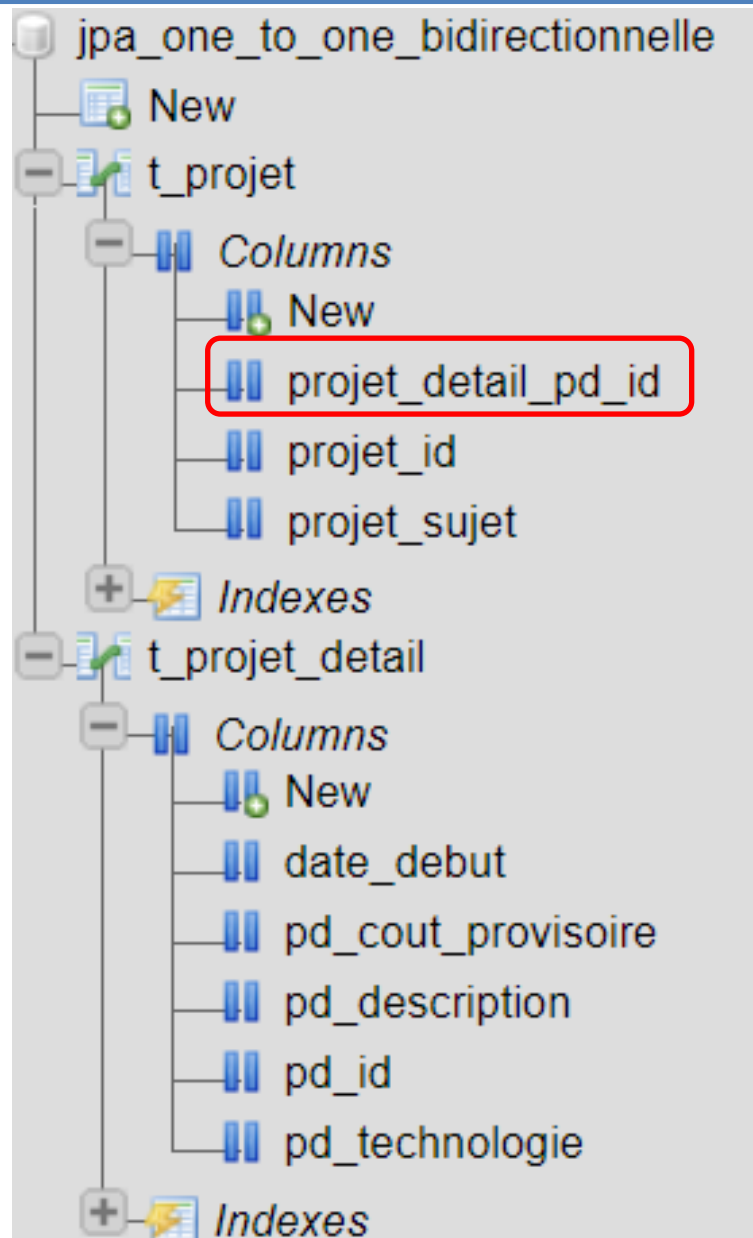 jpa_one_to_one_bidirectionnelle
New
t_projet
Columns
New
projet_detail_pd_id
projet_id
projet_sujet
Indexes
t_projet_detail
Columns
New
date_debut
pd_cout_provisoire
pd_description
pd_id
pd_technologie
Indexes